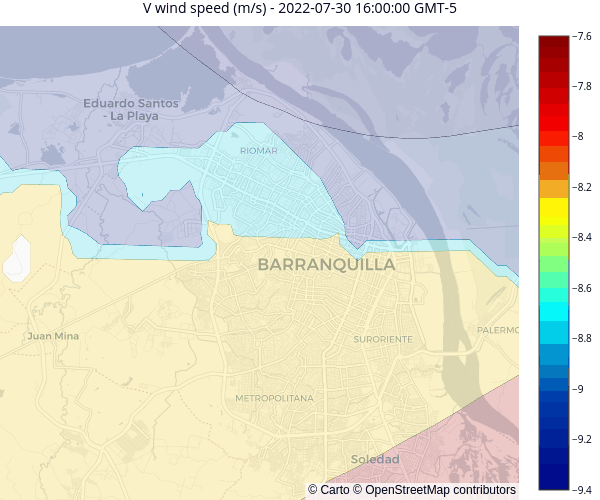 V wind speed (m/s) - 2022-07-30 16:00:00 GMT-5
−7.6
−7.8
−8
−8.2
−8.4
−8.6
−8.8
−9
−9.2
−9.4
Eduardo Santos
- La Playa
RIOMAR
BARRANQUILLA
Juan Mina
SURORIENTE
PALERMO
METROPOLITANA
Soledad
© Carto © OpenStreetMap contributors